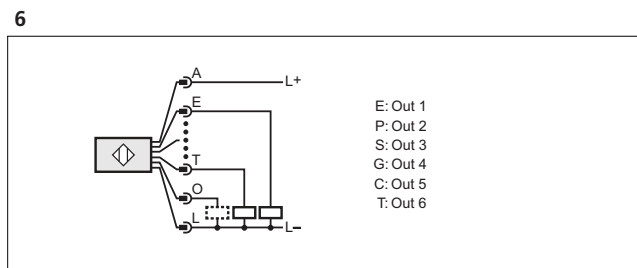 6
A
L+
E
T
O
L
L–
E: Out 1
P: Out 2
S: Out 3
G: Out 4
C: Out 5
T: Out 6